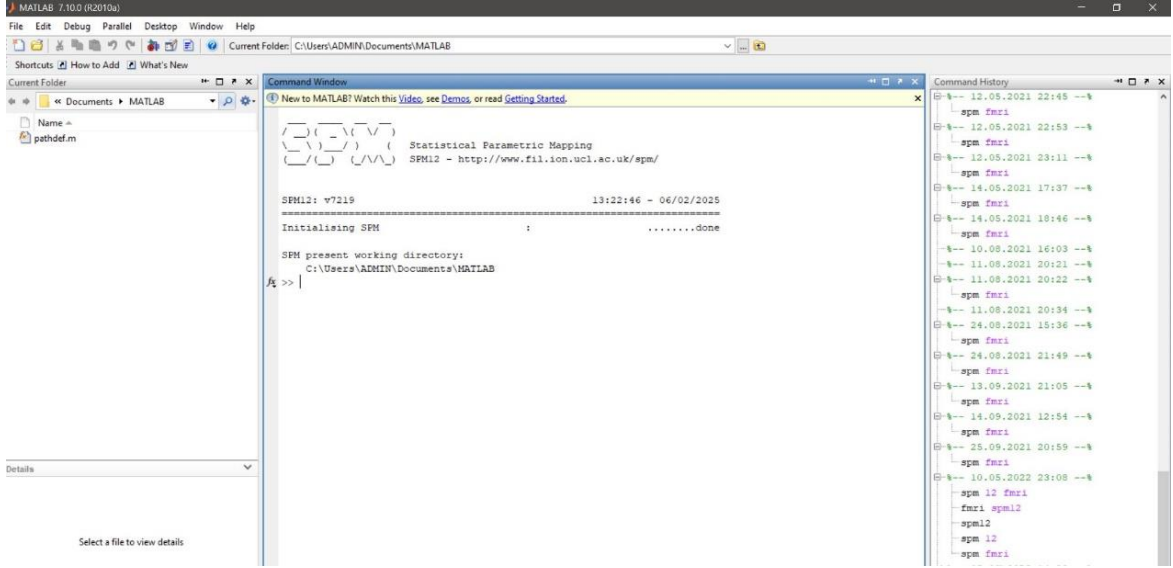 MATLAB 7.10.0 (R2010a)
File Edit Debug Parallel Desktop Window Help
Current Folder: C:\Users\ADMIN\Documents\MATLAB
Shortcuts How to Add What's New
Current Folder
« Documents MATLAB
Name
pathdef.m
Details
Select a file to view details
Command Window
New to MATLAB? Watch this Video, see Demos, or read Getting Started.
Statistical Parametric Mapping
SPM12 - http://www.fil.ion.ucl.ac.uk/spm/
SPM12: v7219 13:22:46 - 06/02/2025
Initialising SPM : ........done
SPM present working directory:
C:\Users\ADMIN\Documents\MATLAB
fx >>
Command History
%-- 12.05.2021 22:45 --%
spm fmri
%-- 12.05.2021 22:53 --%
spm fmri
%-- 12.05.2021 23:11 --%
spm fmri
%-- 14.05.2021 17:37 --%
spm fmri
%-- 14.05.2021 18:46 --%
spm fmri
%-- 10.08.2021 16:03 --%
%-- 11.08.2021 20:21 --%
%-- 11.08.2021 20:22 --%
spm fmri
%-- 11.08.2021 20:34 --%
%-- 24.08.2021 15:36 --%
spm fmri
%-- 24.08.2021 21:49 --%
spm fmri
%-- 13.09.2021 21:05 --%
spm fmri
%-- 14.09.2021 12:54 --%
spm fmri
%-- 25.09.2021 20:59 --%
spm fmri
%-- 10.05.2022 23:08 --%
spm 12 fmri
fmri spm12
spm12
spm 12
spm fmri